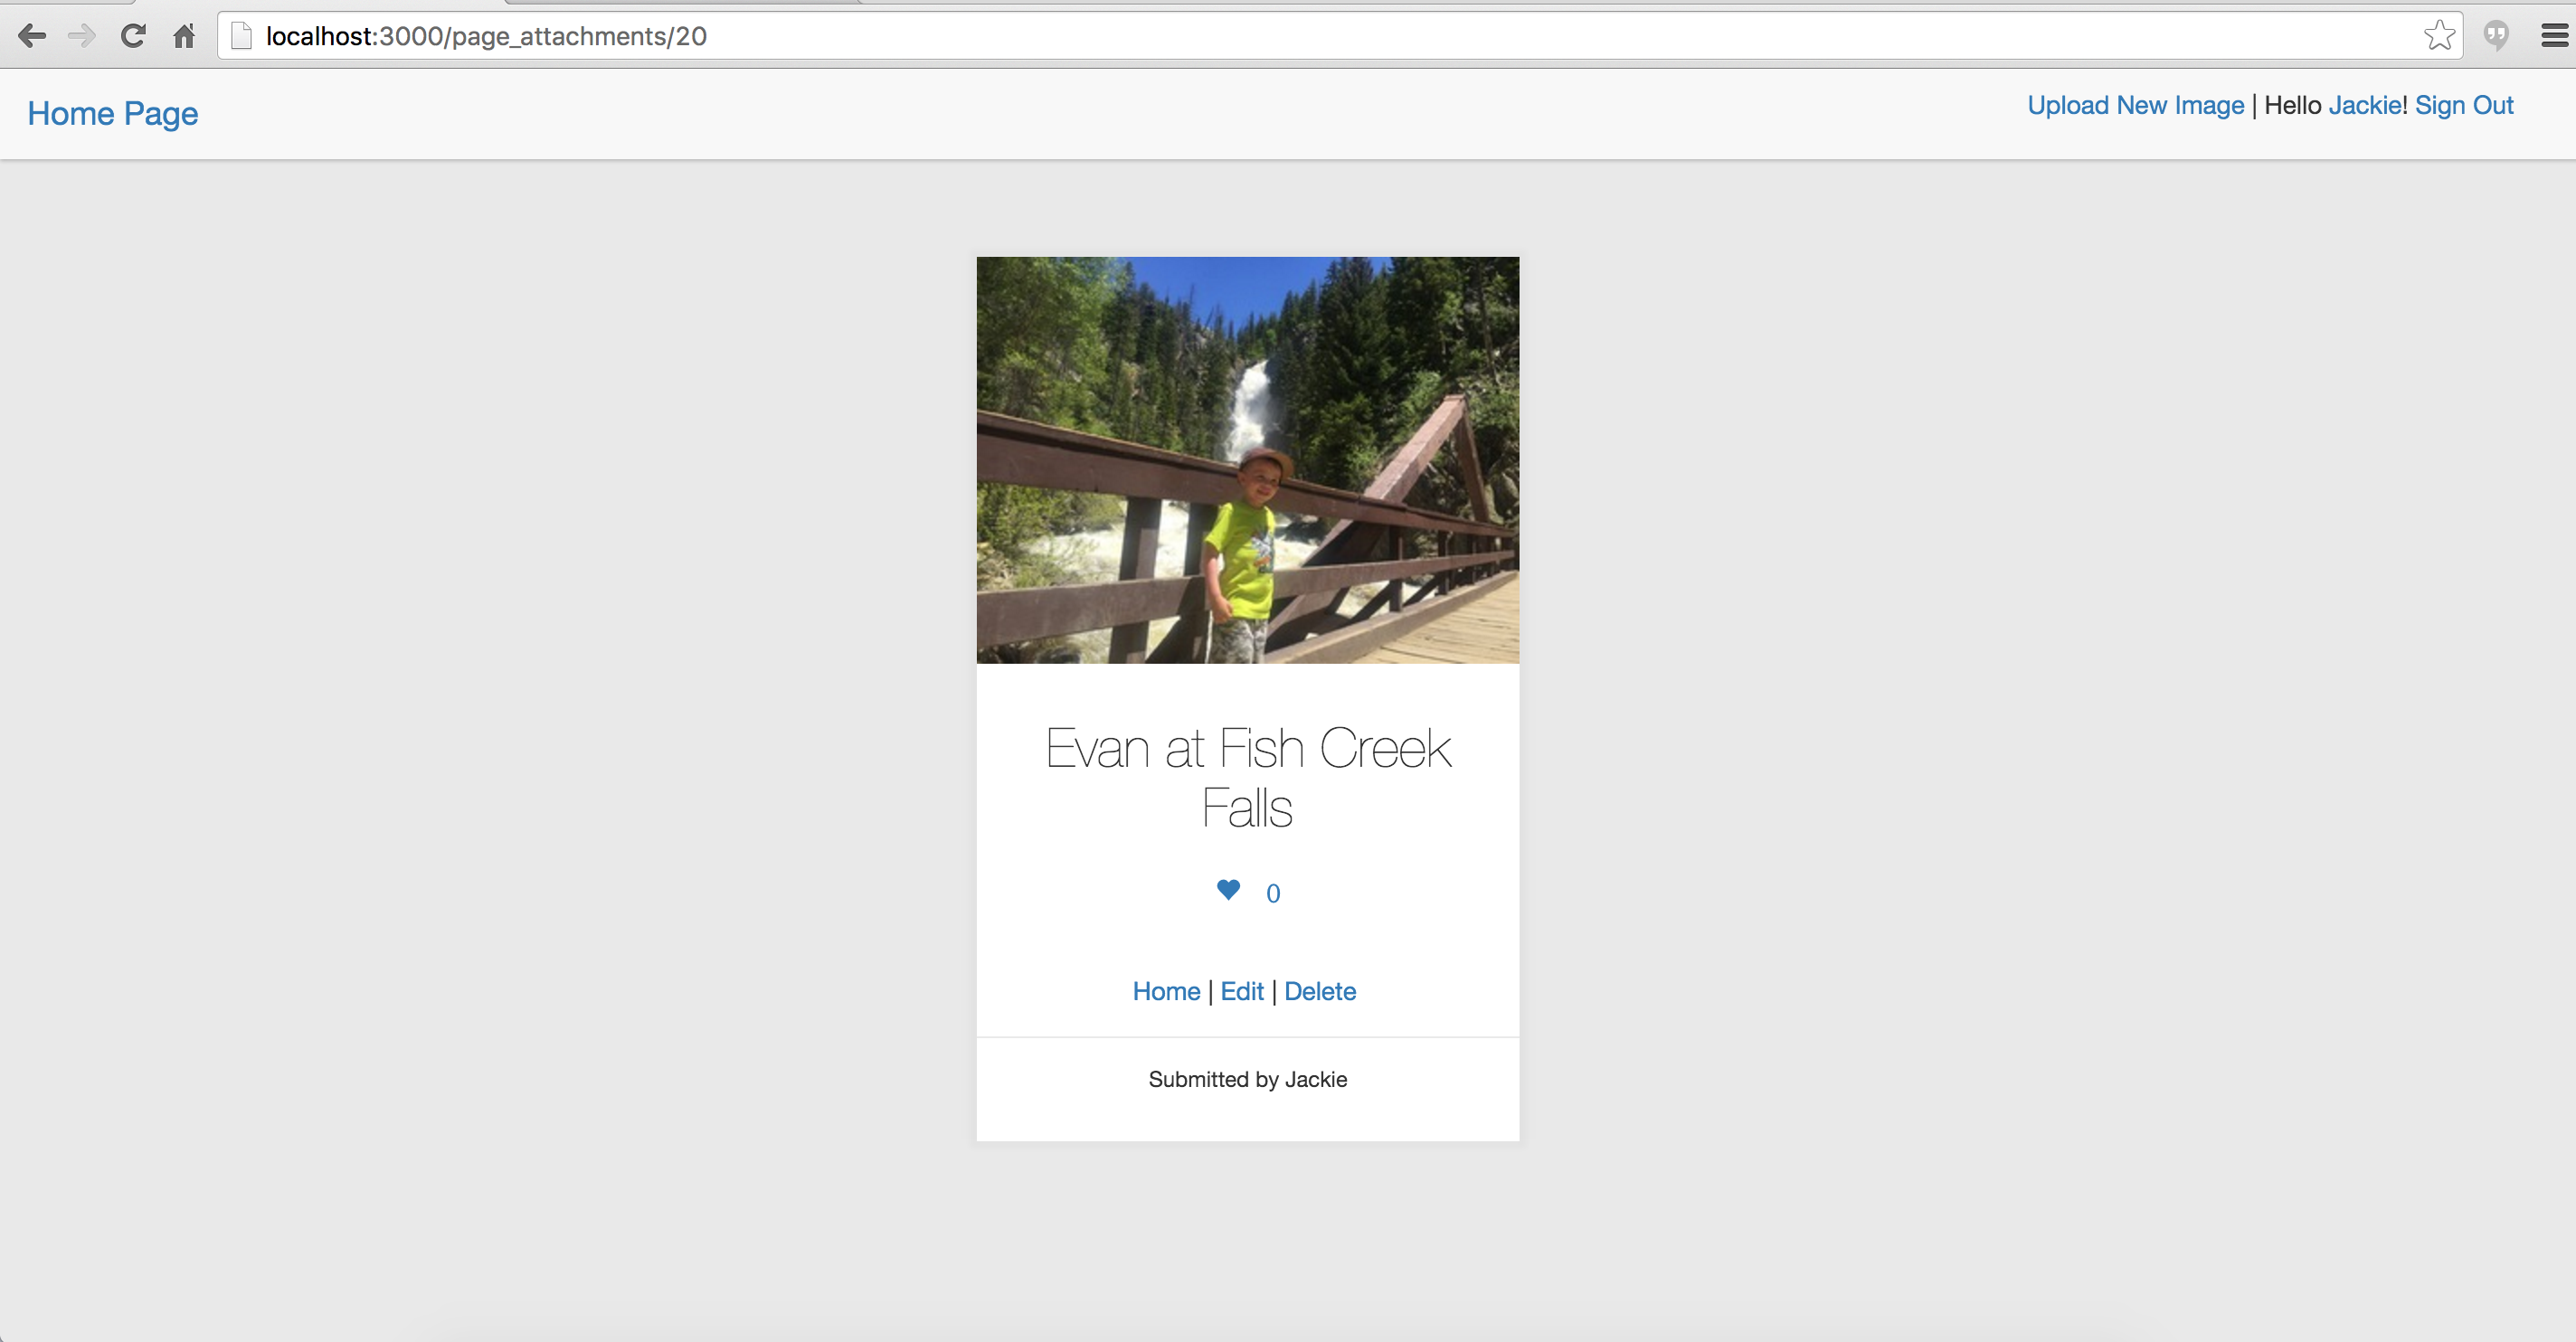 localhost:3000/page_attachments/20
Home Page
Upload New Image | Hello Jackie! Sign Out
Evan at Fish Creek
Falls
0
Home | Edit | Delete
Submitted by Jackie